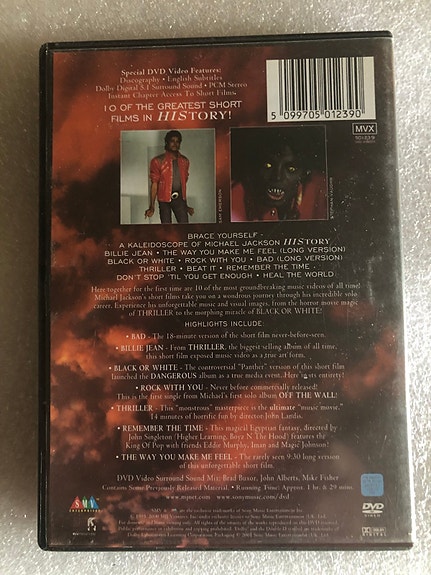 Special DVD Video Features:
Discography • English Subtitles
Dolby Digital 5.1 Surround Sound • PCM Stereo
Instant Chapter Access To Short Films.
10 OF THE GREATEST SHORT
FILMS IN HISTORY!
5 099705 012390
MVX
SAM EMERSON
BRACE YOURSELF -
A KALEIDOSCOPE OF MICHAEL JACKSON HISTORY
BILLIE JEAN • THE WAY YOU MAKE ME FEEL (LONG VERSION)
BLACK OR WHITE • ROCK WITH YOU • BAD (LONG VERSION)
THRILLER • BEAT IT • REMEMBER THE TIME •
DON'T STOP 'TIL YOU GET ENOUGH • HEAL THE WORLD
Here together for the first time are 10 of the most groundbreaking music videos of all time!
Michael Jackson's short films take you on a wondrous journey through his incredible solo
career. Experience his unforgettable music and visual images, from the horror movie magic
of THRILLER to the morphing miracle of BLACK OR WHITE!
HIGHLIGHTS INCLUDE:
• BAD - The 18-minute version of the short film never-before-seen.
• BILLIE JEAN - From THRILLER, the biggest selling album of all time,
this short film exposed music video as a true art form.
• BLACK OR WHITE - The controversial "Panther" version of this short film
launched the DANGEROUS album as a true media event. Here in its entirety!
• ROCK WITH YOU - Never before commercially released!
This is the first single from Michael's first solo album OFF THE WALL!
• THRILLER - This "monstrous" masterpiece is the ultimate "music movie."
14 minutes of horrific fun by director John Landis.
• REMEMBER THE TIME - This magical Egyptian fantasy, directed by
John Singleton (Higher Learning, Boyz N The Hood) features the
King Of Pop with friends Eddie Murphy, Iman and Magic Johnson!
• THE WAY YOU MAKE ME FEEL - The rarely seen 9:30 long version
of this unforgettable short film.
DVD Video Surround Sound Mix: Brad Buxer, John Alberts, Mike Fisher
Contains Some Previously Released Material. • Running Time: Approx. 1 hr. & 29 mins.
www.mjnet.com • www.sonymusic.com/dvd
SMV
ENTERPRISES
DVD
VIDEO
DOLBY
DIGITAL